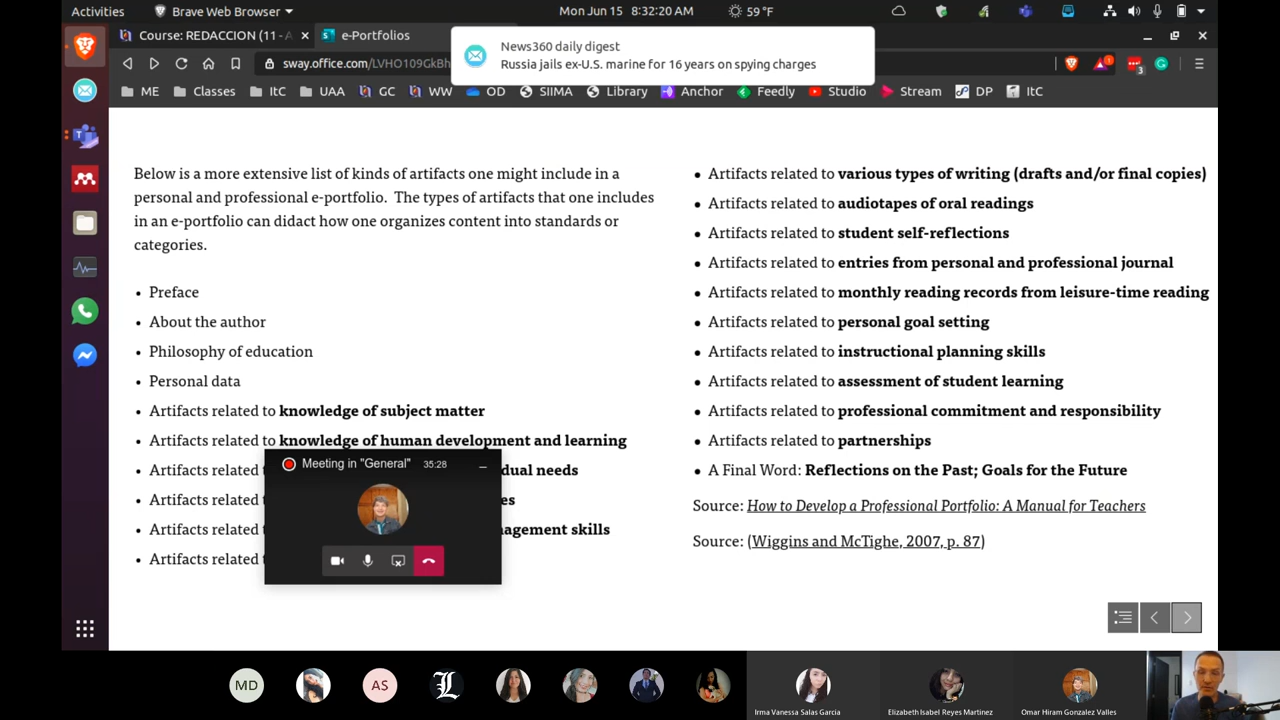 Activities
Brave Web Browser
Mon Jun 15 8:32:20 AM
59 °F
Course: REDACCION (11 - A
e-Portfolios
News360 daily digest
Russia jails ex-U.S. marine for 16 years on spying charges
sway.office.com/LVHO109GkBh
3
ME
Classes
ItC
UAA
GC
WW
OD
SIIMA
Library
Anchor
Feedly
Studio
Stream
DP
ItC
Below is a more extensive list of kinds of artifacts one might include in a
personal and professional e-portfolio. The types of artifacts that one includes
in an e-portfolio can didact how one organizes content into standards or
categories.
• Preface
• About the author
• Philosophy of education
• Personal data
• Artifacts related to knowledge of subject matter
• Artifacts related to knowledge of human development and learning
• Artifacts related t dual needs
• Artifacts related t es
• Artifacts related t agement skills
• Artifacts related t
Meeting in "General" 35:28
• Artifacts related to various types of writing (drafts and/or final copies)
• Artifacts related to audiotapes of oral readings
• Artifacts related to student self-reflections
• Artifacts related to entries from personal and professional journal
• Artifacts related to monthly reading records from leisure-time reading
• Artifacts related to personal goal setting
• Artifacts related to instructional planning skills
• Artifacts related to assessment of student learning
• Artifacts related to professional commitment and responsibility
• Artifacts related to partnerships
• A Final Word: Reflections on the Past; Goals for the Future
Source: How to Develop a Professional Portfolio: A Manual for Teachers
Source: (Wiggins and McTighe, 2007, p. 87)
MD
AS
L
Irma Vanessa Salas Garcia
Elizabeth Isabel Reyes Martinez
Omar Hiram Gonzalez Valles